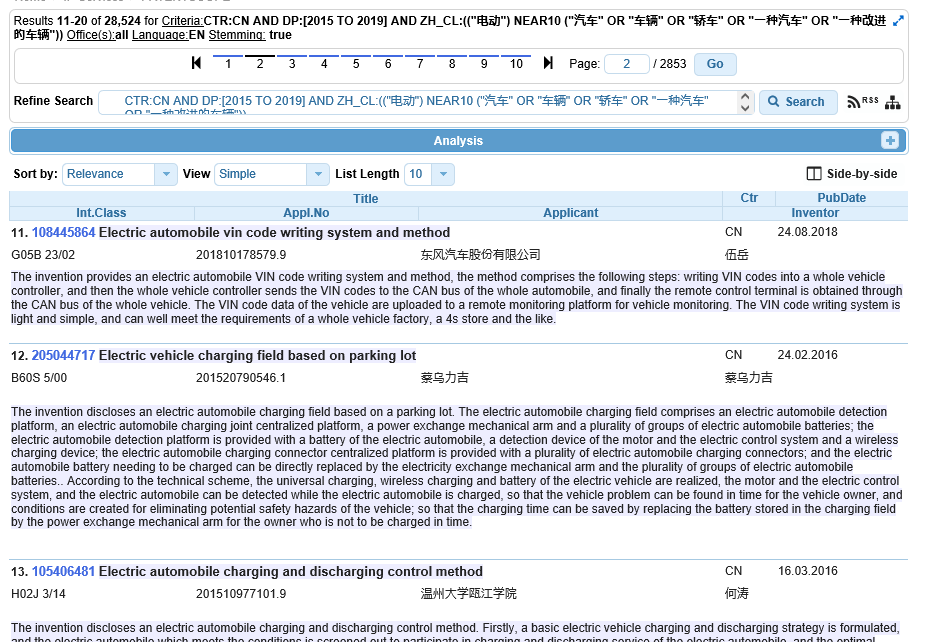 Results 11-20 of 28,524 for Criteria:CTR:CN AND DP:[2015 TO 2019] AND ZH_CL:(("电动") NEAR10 ("汽车" OR "车辆" OR "轿车" OR "一种汽车" OR "一种改进
的车辆")) Office(s):all Language:EN Stemming: true
1 2 3 4 5 6 7 8 9 10 Page: 2 / 2853 Go
Refine Search CTR:CN AND DP:[2015 TO 2019] AND ZH_CL:(("电动") NEAR10 ("汽车" OR "车辆" OR "轿车" OR "一种汽车" Search RSS
OR "一种改进的车辆"))
Analysis
Sort by: Relevance View Simple List Length 10 Side-by-side
Title Ctr PubDate
Int.Class Appl.No Applicant Inventor
11. 108445864 Electric automobile vin code writing system and method CN 24.08.2018
G05B 23/02 201810178579.9 东风汽车股份有限公司 伍岳
The invention provides an electric automobile VIN code writing system and method, the method comprises the following steps: writing VIN codes into a whole vehicle
controller, and then the whole vehicle controller sends the VIN codes to the CAN bus of the whole automobile, and finally the remote control terminal is obtained through
the CAN bus of the whole vehicle. The VIN code data of the vehicle are uploaded to a remote monitoring platform for vehicle monitoring. The VIN code writing system is
light and simple, and can well meet the requirements of a whole vehicle factory, a 4s store and the like.
12. 205044717 Electric vehicle charging field based on parking lot CN 24.02.2016
B60S 5/00 201520790546.1 蔡乌力吉 蔡乌力吉
The invention discloses an electric automobile charging field based on a parking lot. The electric automobile charging field comprises an electric automobile detection
platform, an electric automobile charging joint centralized platform, a power exchange mechanical arm and a plurality of groups of electric automobile batteries; the
electric automobile detection platform is provided with a battery of the electric automobile, a detection device of the motor and the electric control system and a wireless
charging device; the electric automobile charging connector centralized platform is provided with a plurality of electric automobile charging connectors; and the electric
automobile battery needing to be charged can be directly replaced by the electricity exchange mechanical arm and the plurality of groups of electric automobile
batteries.. According to the technical scheme, the universal charging, wireless charging and battery of the electric vehicle are realized, the motor and the electric control
system, and the electric automobile can be detected while the electric automobile is charged, so that the vehicle problem can be found in time for the vehicle owner, and
conditions are created for eliminating potential safety hazards of the vehicle; so that the charging time can be saved by replacing the battery stored in the charging field
by the power exchange mechanical arm for the owner who is not to be charged in time.
13. 105406481 Electric automobile charging and discharging control method CN 16.03.2016
H02J 3/14 201510977101.9 温州大学瓯江学院 何涛
The invention discloses an electric automobile charging and discharging control method. Firstly, a basic electric vehicle charging and discharging strategy is formulated,
and the electric automobile which meets the conditions is screened out to participate in charging and discharging service of the electric automobile, and the optimal